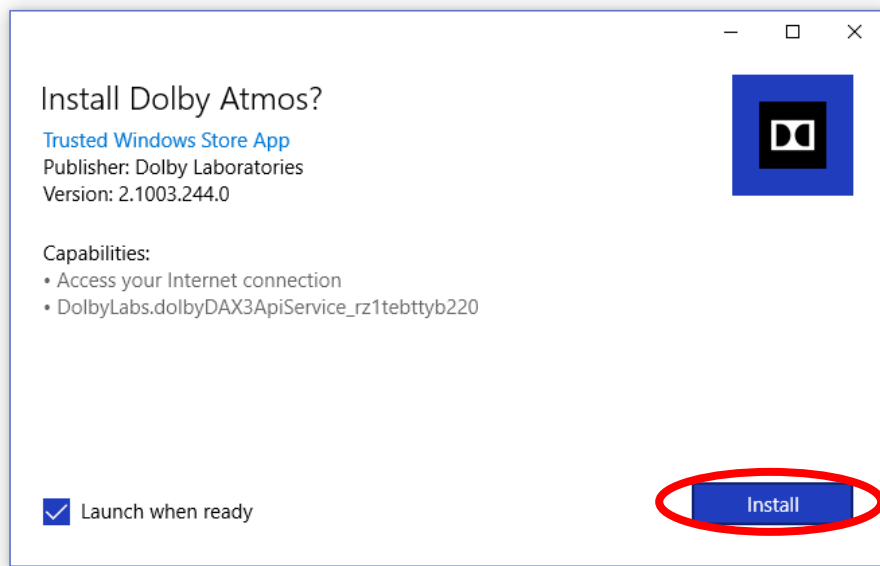 Install Dolby Atmos?
Trusted Windows Store App
Publisher: Dolby Laboratories
Version: 2.1003.244.0
Capabilities:
• Access your Internet connection
• DolbyLabs.dolbyDAX3ApiService_rz1tebttyb220
Launch when ready
Install